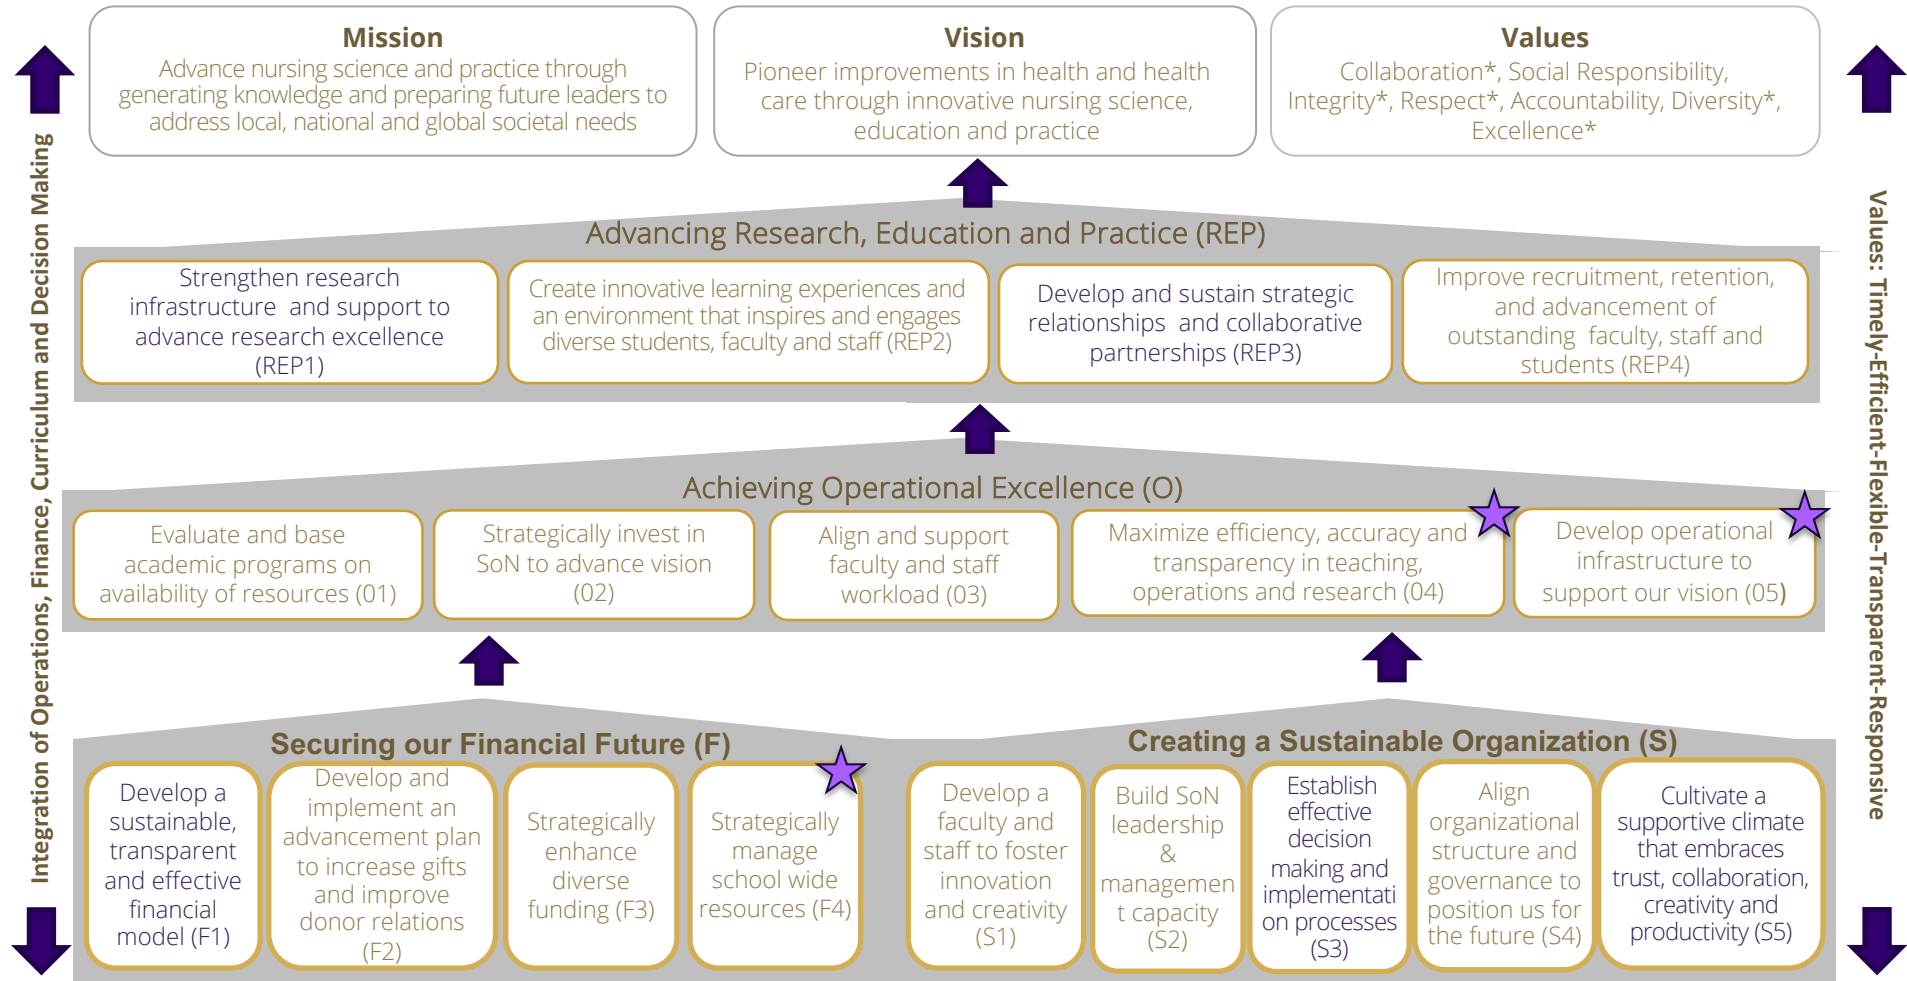 Mission
Advance nursing science and practice through
generating knowledge and preparing future leaders to
address local, national and global societal needs
Vision
Pioneer improvements in health and health
care through innovative nursing science,
education and practice
Values
Collaboration*, Social Responsibility,
Integrity*, Respect*, Accountability, Diversity*,
Excellence*
Integration of Operations, Finance, Curriculum and Decision Making
Values: Timely-Efficient-Flexible-Transparent-Responsive
Advancing Research, Education and Practice (REP)
Strengthen research
infrastructure and support to
advance research excellence
(REP1)
Create innovative learning experiences and
an environment that inspires and engages
diverse students, faculty and staff (REP2)
Develop and sustain strategic
relationships and collaborative
partnerships (REP3)
Improve recruitment, retention,
and advancement of
outstanding faculty, staff and
students (REP4)
Achieving Operational Excellence (O)
Evaluate and base
academic programs on
availability of resources (01)
Strategically invest in
SoN to advance vision
(02)
Align and support
faculty and staff
workload (03)
Maximize efficiency, accuracy and
transparency in teaching,
operations and research (04)
Develop operational
infrastructure to
support our vision (05)
Securing our Financial Future (F)
Develop a
sustainable,
transparent
and effective
financial
model (F1)
Develop and
implement an
advancement plan
to increase gifts
and improve
donor relations
(F2)
Strategically
enhance
diverse
funding (F3)
Strategically
manage
school wide
resources (F4)
Creating a Sustainable Organization (S)
Develop a
faculty and
staff to foster
innovation
and creativity
(S1)
Build SoN
leadership
&
managemen
t capacity
(S2)
Establish
effective
decision
making and
implementati
on processes
(S3)
Align
organizational
structure and
governance to
position us for
the future (S4)
Cultivate a
supportive climate
that embraces
trust, collaboration,
creativity and
productivity (S5)